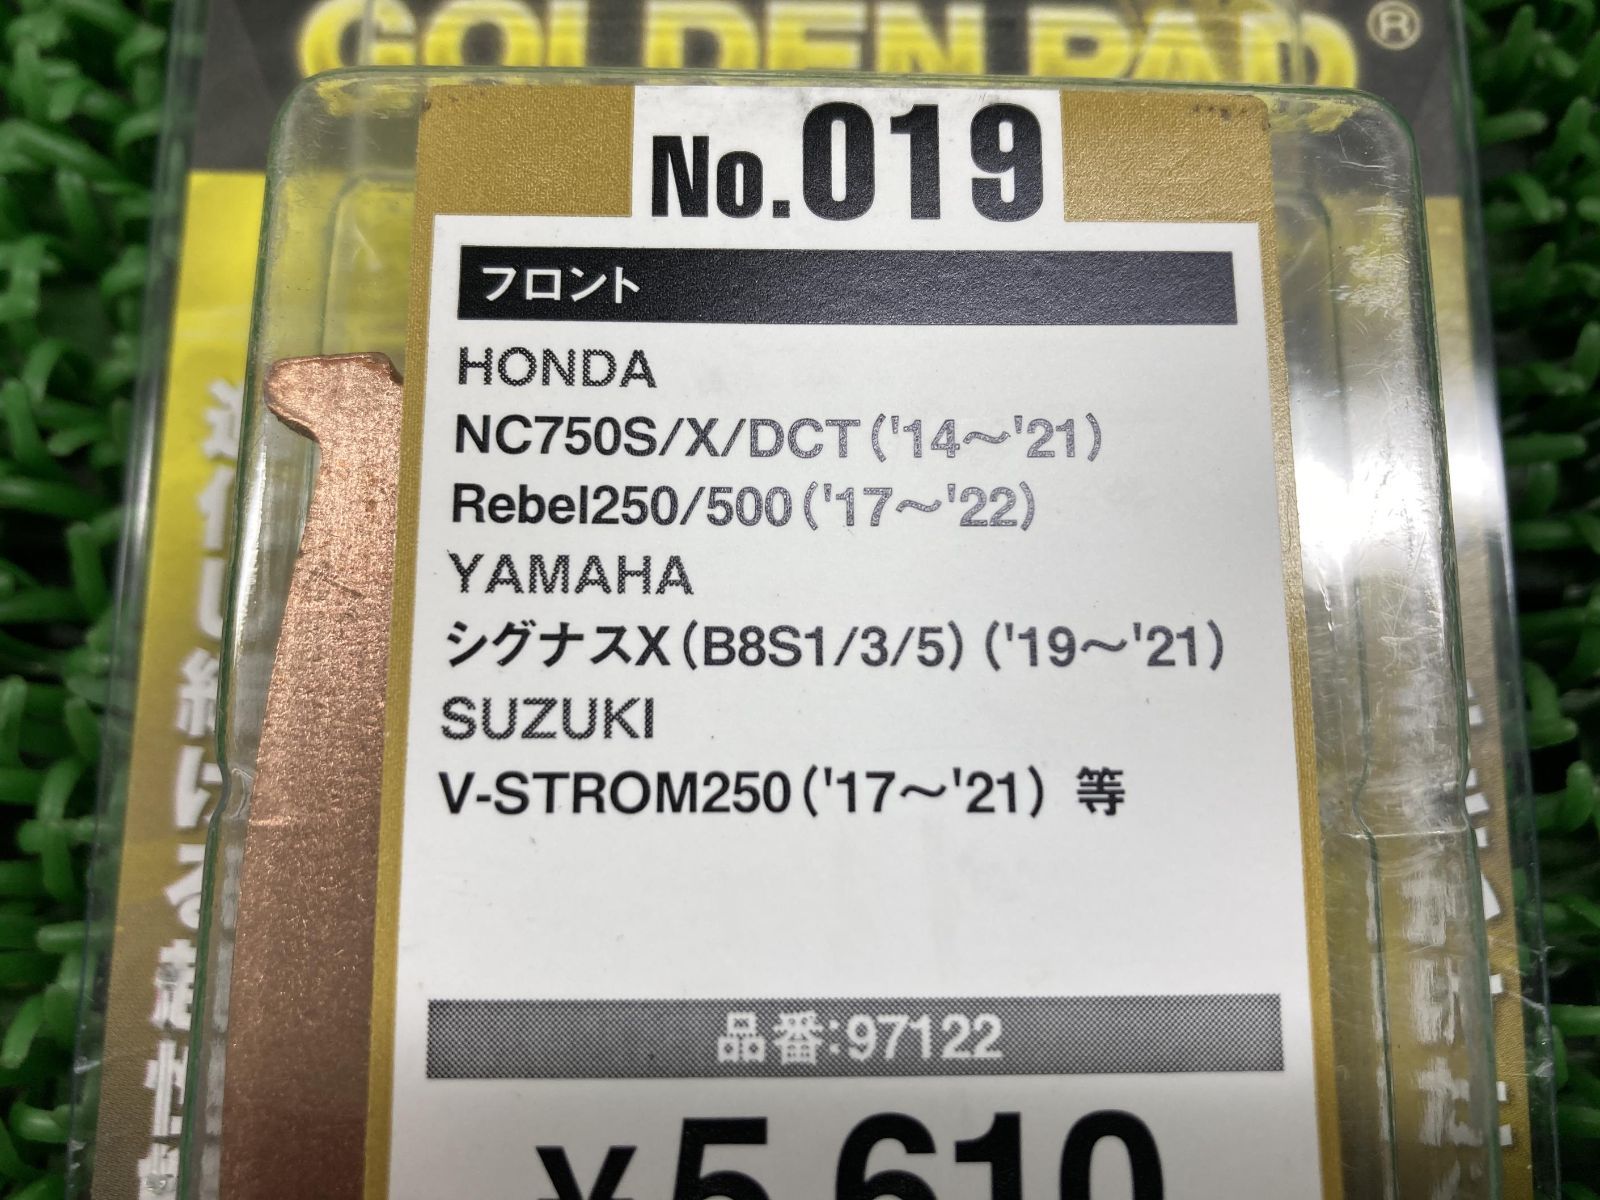 GOLDEN PAD®
No.019
フロント
HONDA
NC750S/X/DCT('14～'21)
Rebel250/500('17～'22)
YAMAHA
シグナスX(B8S1/3/5)('19～'21)
SUZUKI
V-STROM250('17～'21) 等
品番:97122
¥5,610